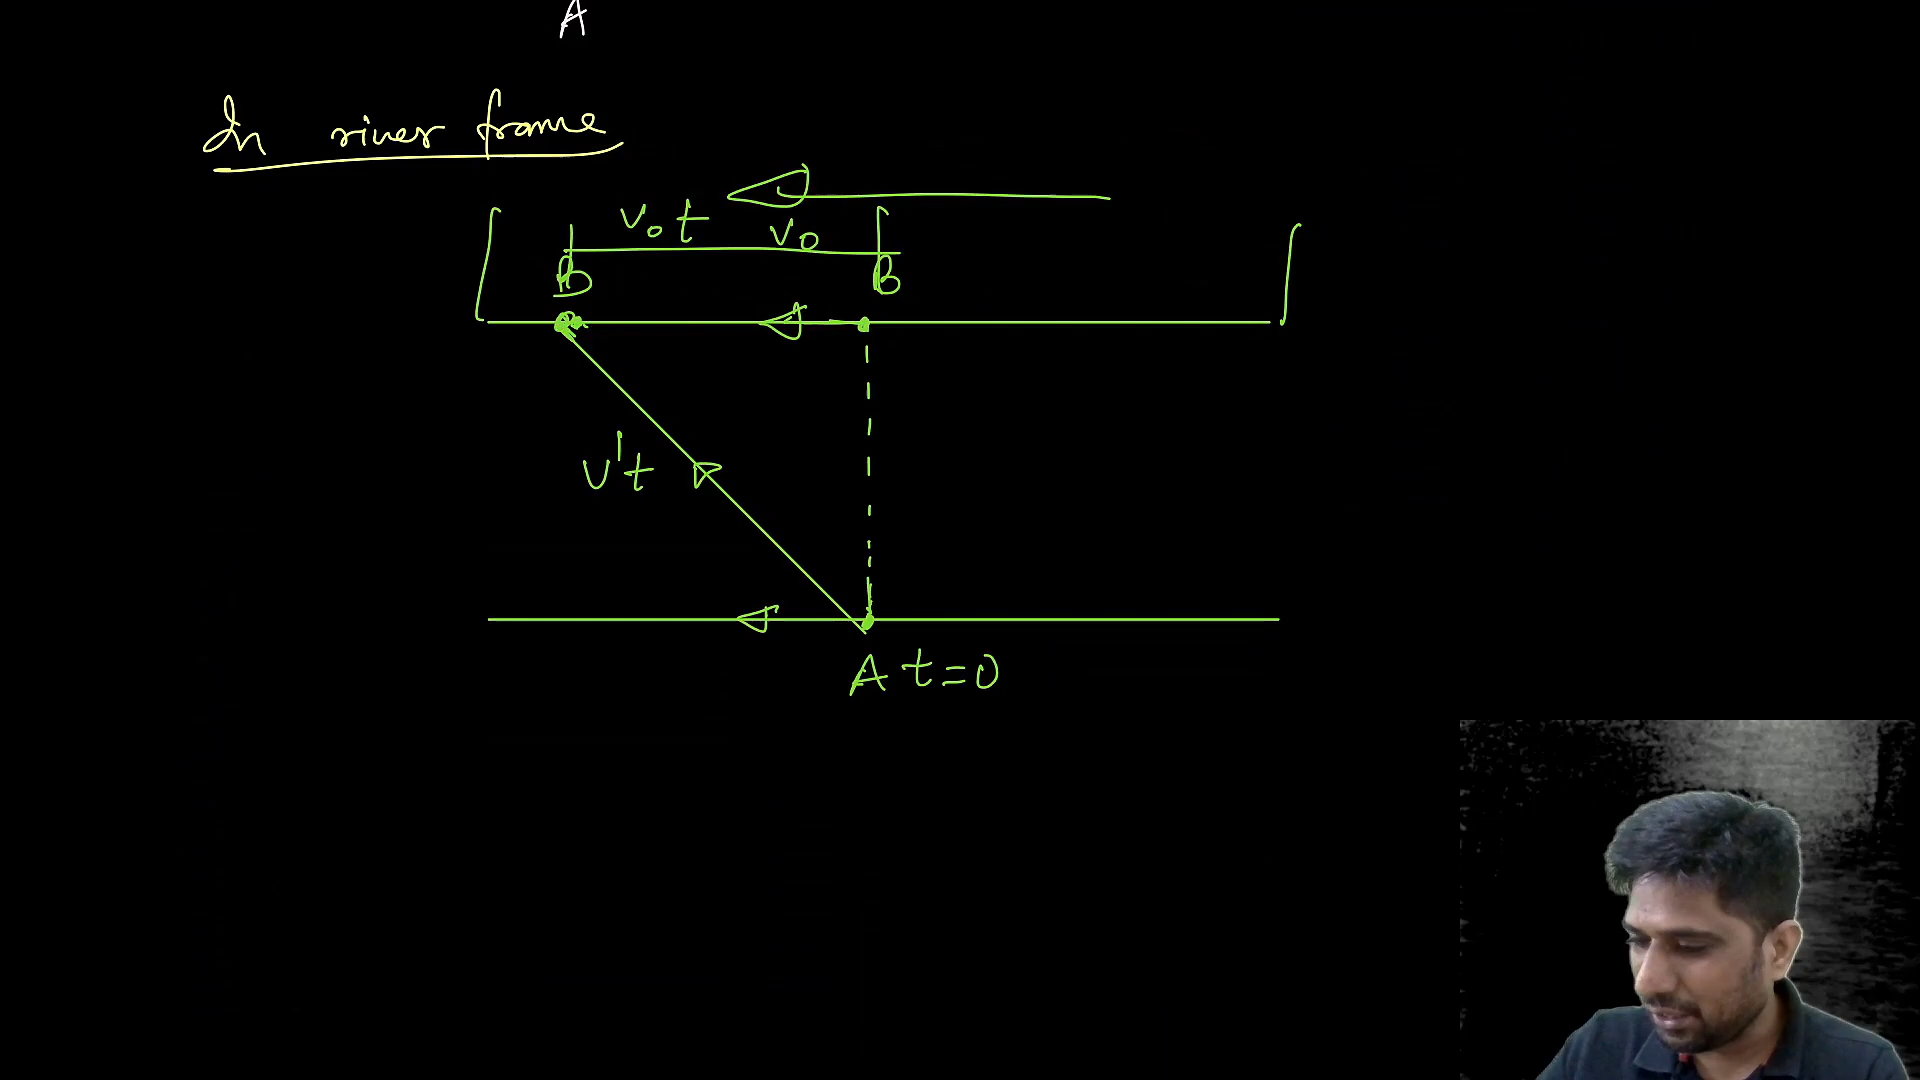 A
In river frame
v₀t
v₀
B
B
v't
A t=0